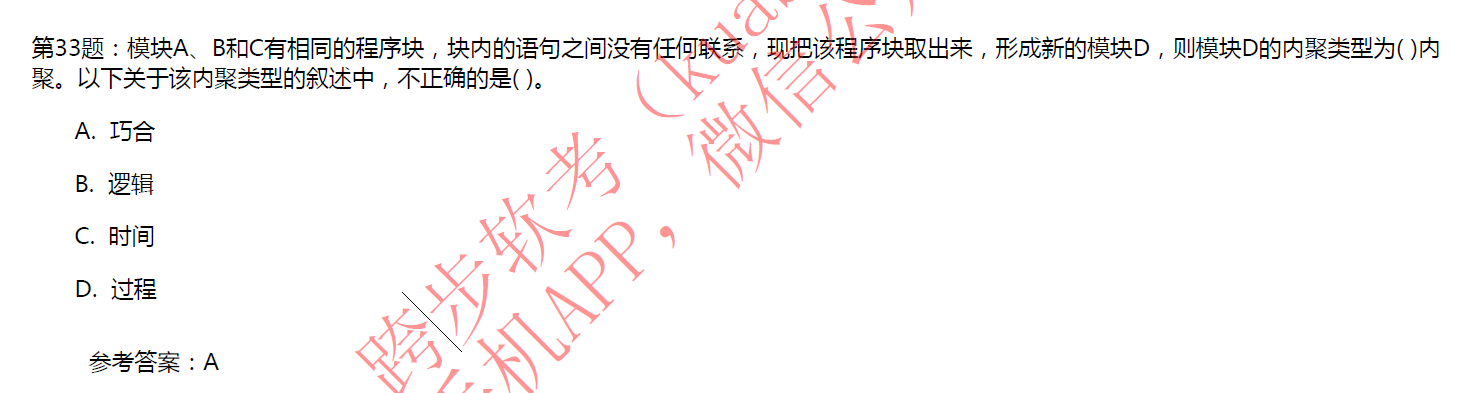 第33题：模块A、B和C有相同的程序块，块内的语句之间没有任何联系，现把该程序块取出来，形成新的模块D，则模块D的内聚类型为( )内
聚。以下关于该内聚类型的叙述中，不正确的是( )。
A. 巧合
B. 逻辑
C. 时间
D. 过程
参考答案：A
跨步软考（kuab
手机APP，微信公